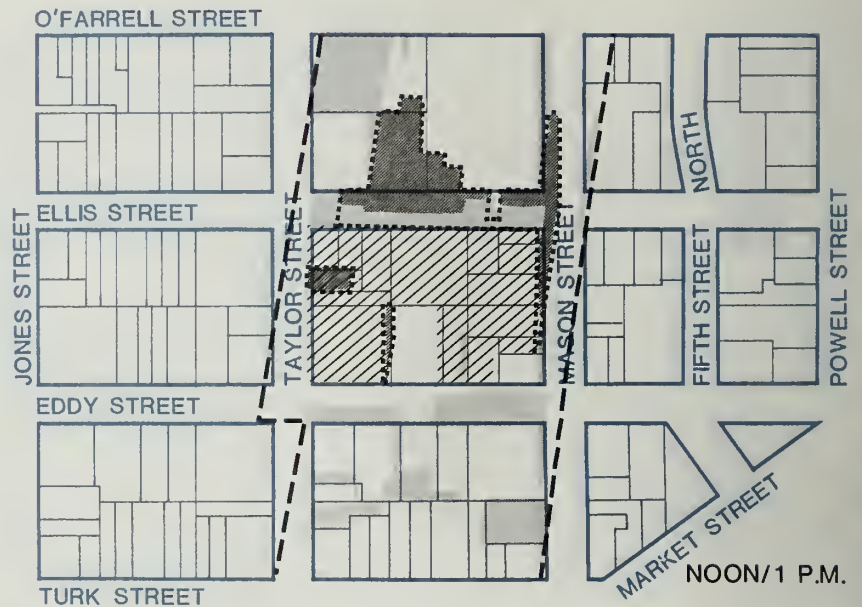 O'FARRELL STREET
ELLIS STREET
JONES STREET
TAYLOR STREET
MASON STREET
NORTH
FIFTH STREET
POWELL STREET
EDDY STREET
MARKET STREET
NOON/1 P.M.
TURK STREET